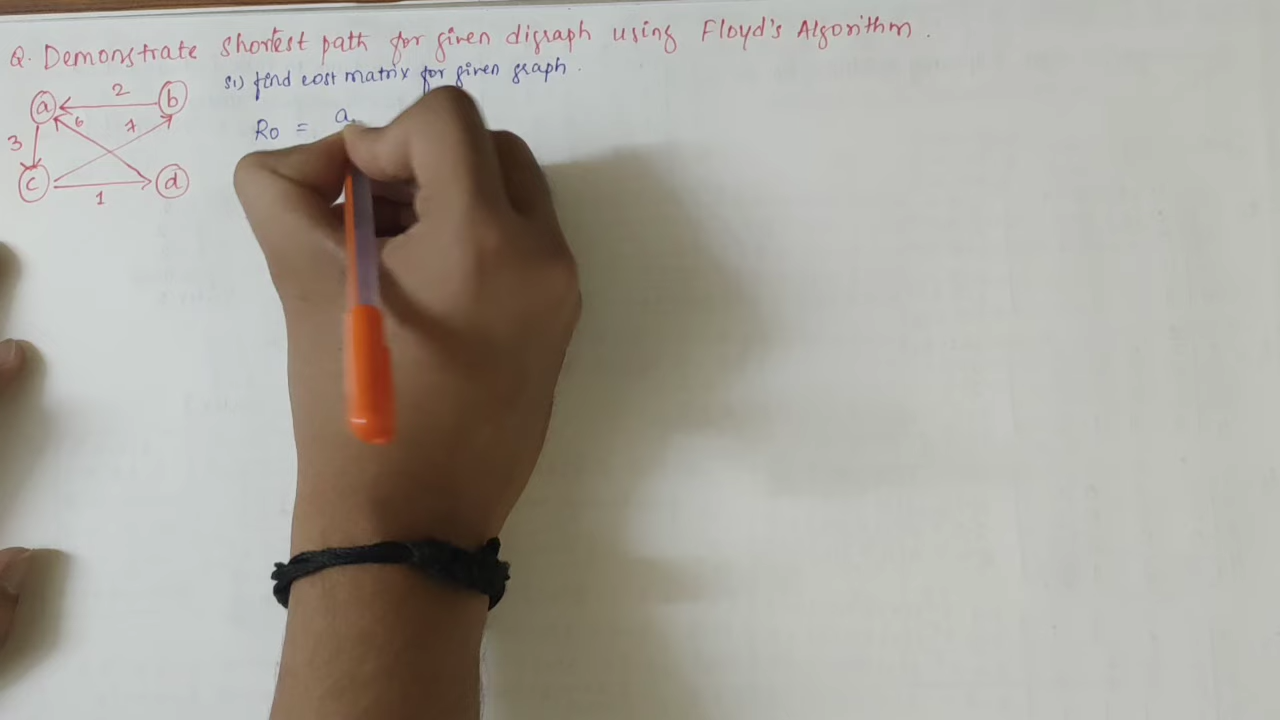 Q. Demonstrate shortest path for given digraph using Floyd's Algorithm.
S1) find cost matrix for given graph.
a 2 b
6 7
3
c 1 d
R0 = a